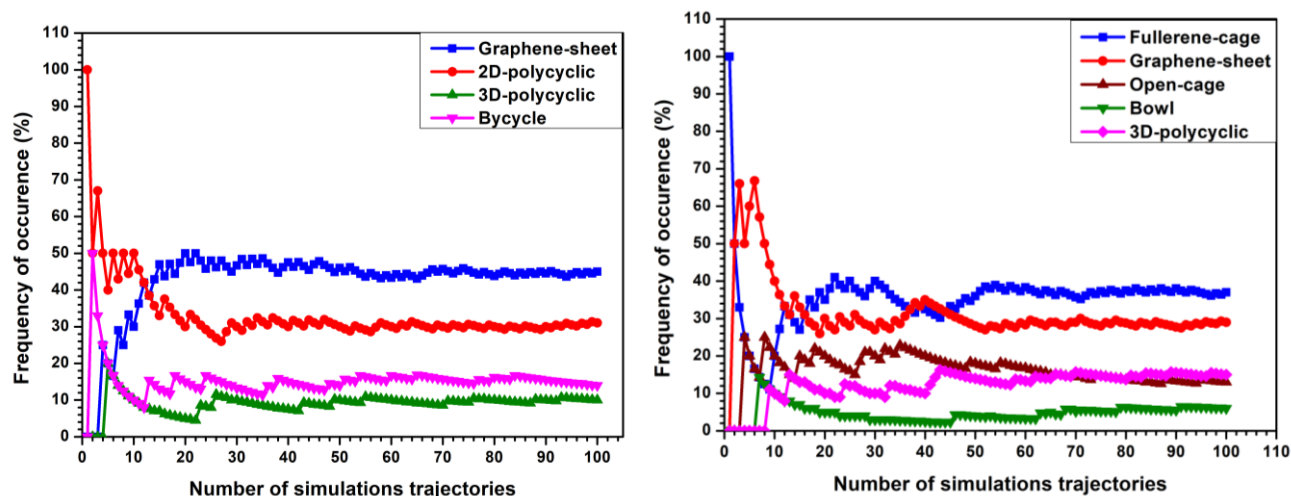 110
100
90
80
70
60
50
40
30
20
10
0
Frequency of occurence (%)
Graphene-sheet
2D-polycyclic
3D-polycyclic
Bycycle
0 10 20 30 40 50 60 70 80 90 100
Number of simulations trajectories
110
100
90
80
70
60
50
40
30
20
10
0
Frequency of occurence (%)
Fullerene-cage
Graphene-sheet
Open-cage
Bowl
3D-polycyclic
0 10 20 30 40 50 60 70 80 90 100 110
Number of simulations trajectories